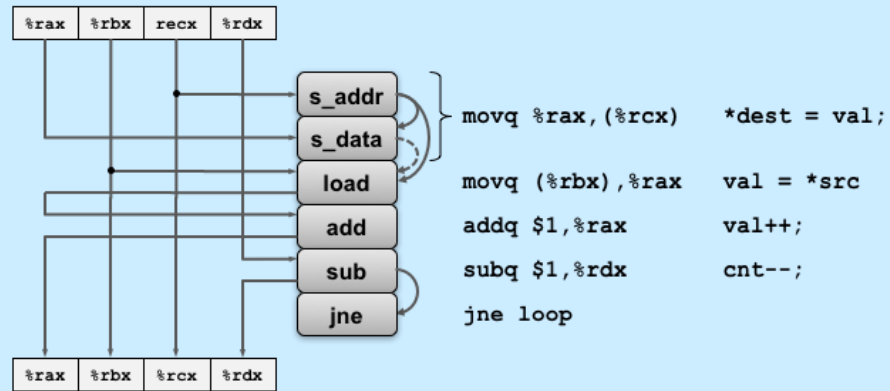 %rax %rbx recx %rdx
s_addr
s_data
load
add
sub
jne
movq %rax,(%rcx) *dest = val;
movq (%rbx),%rax val = *src
addq $1,%rax val++;
subq $1,%rdx cnt--;
jne loop
%rax %rbx %rcx %rdx